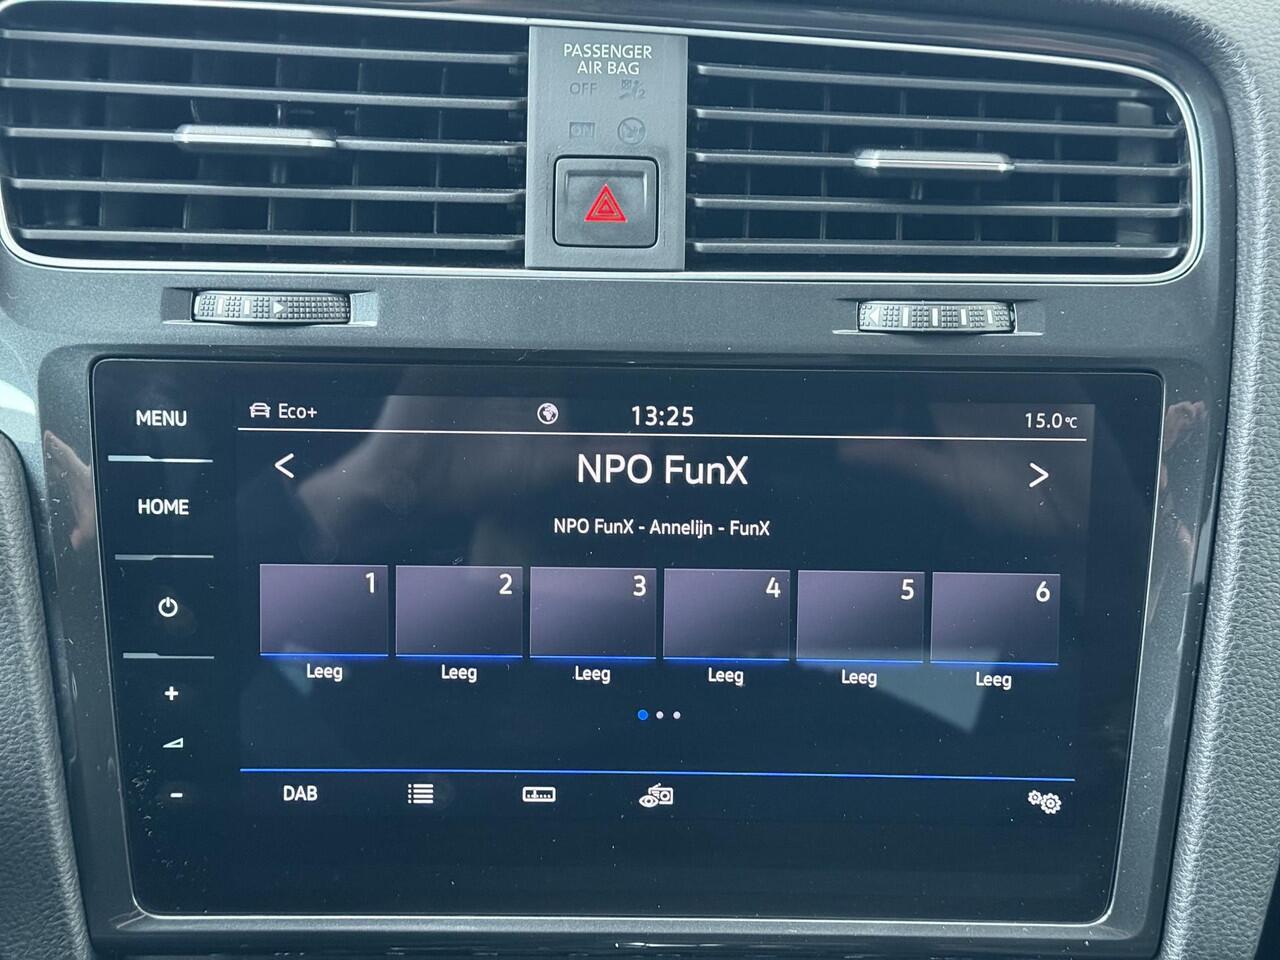 PASSENGER
AIR BAG
OFF
2
ON
MENU
HOME
Eco+
13:25
15.0°C
<
NPO FunX
>
NPO FunX - Annelijn - FunX
1
2
3
4
5
6
Leeg
Leeg
Leeg
Leeg
Leeg
Leeg
+
-
DAB